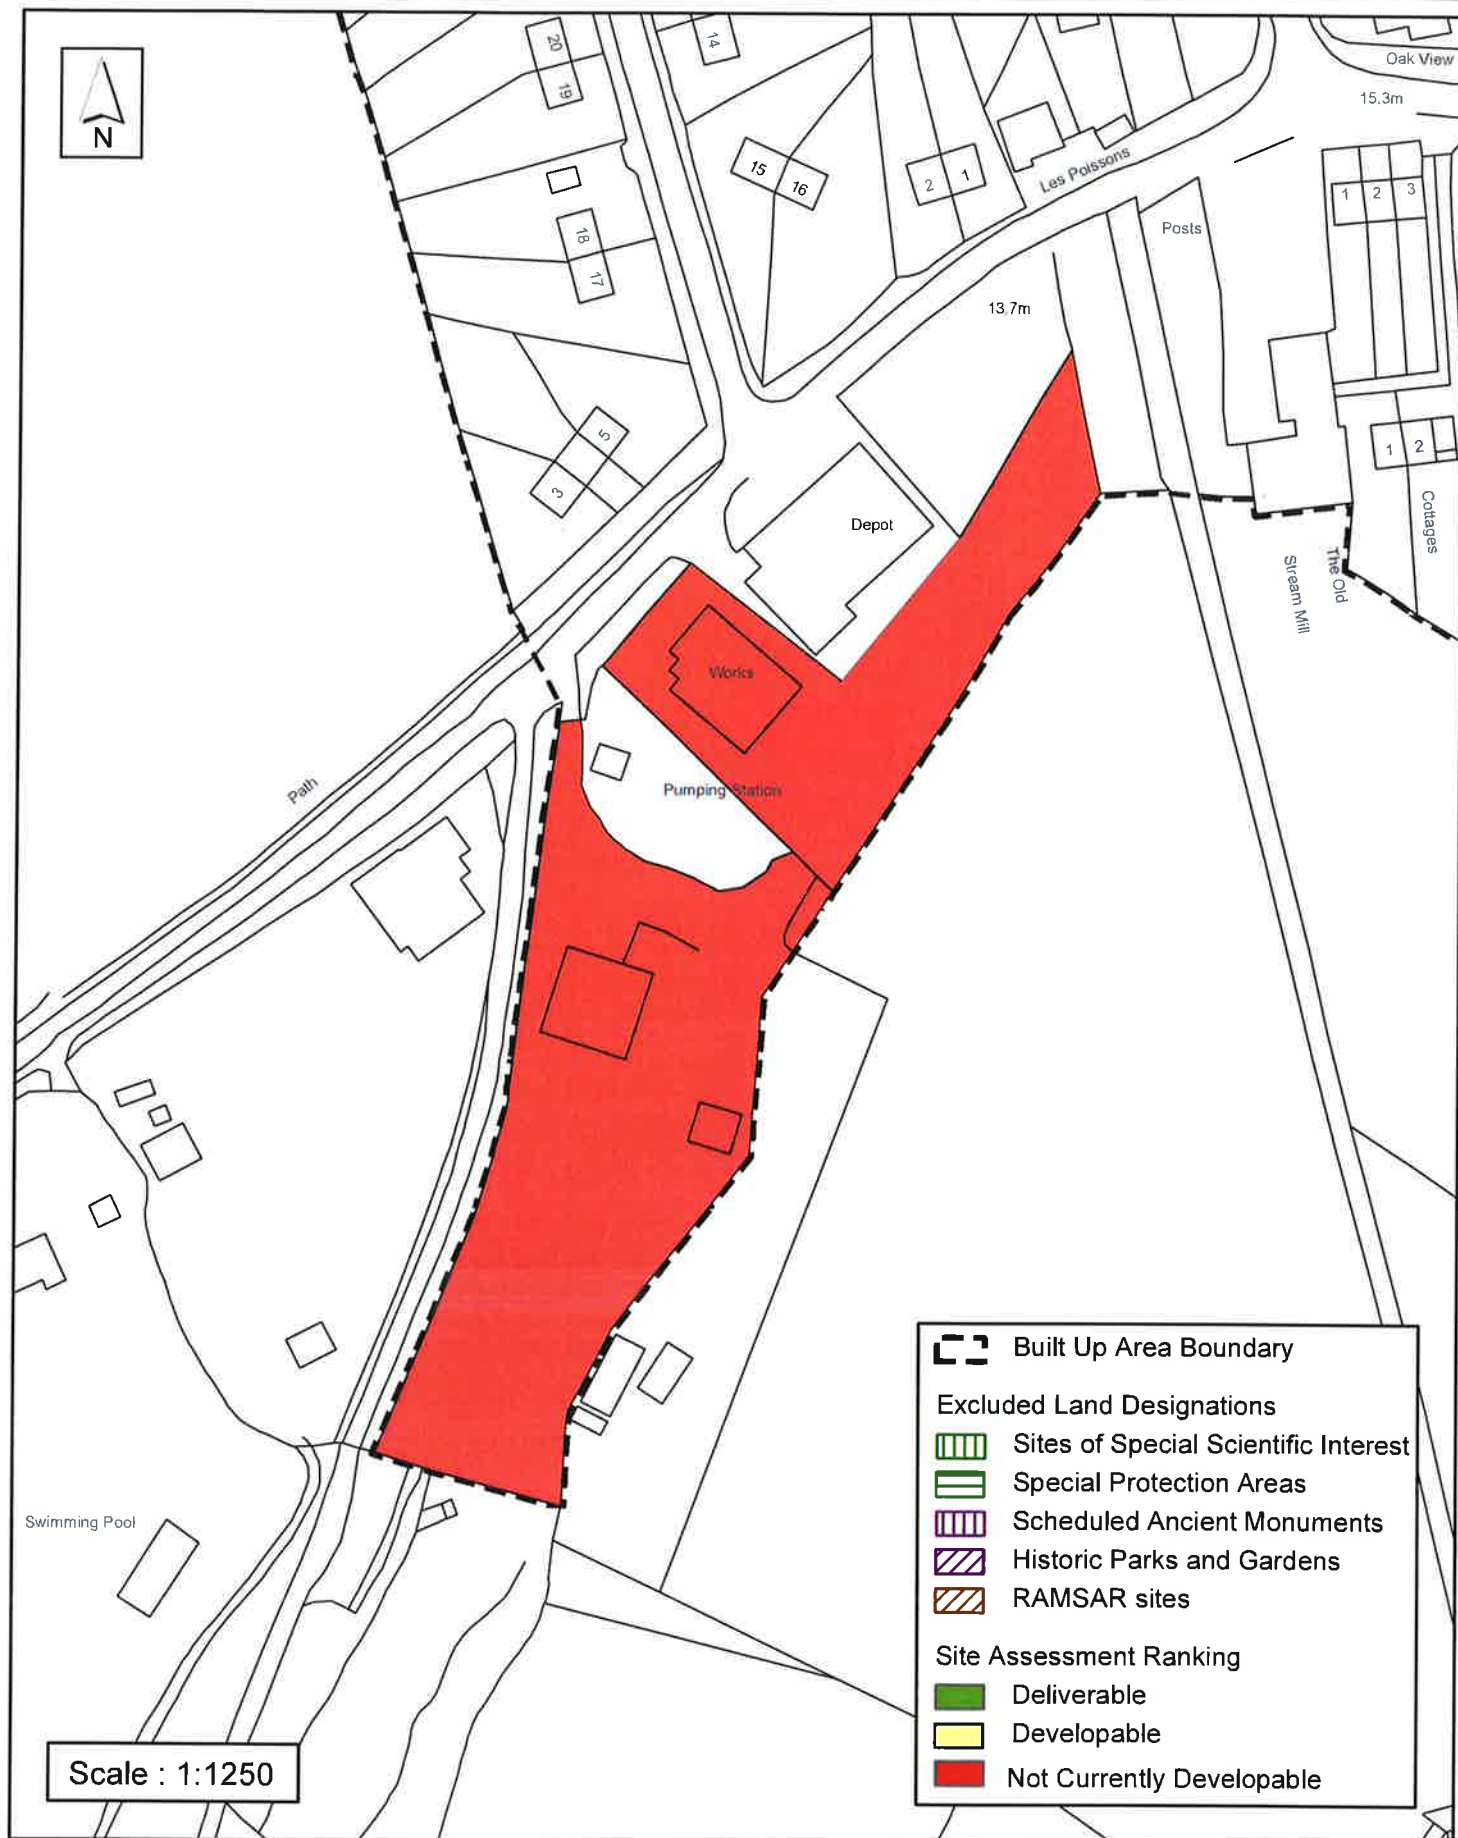 N
20
19
14
Oak View
15.3m
15
16
2
1
Les Poissons
1
2
3
Posts
18
17
13.7m
5
3
1
2
Cottages
Depot
The Old
Stream Mill
Works
Path
Pumping Station
Swimming Pool
Built Up Area Boundary
Excluded Land Designations
Sites of Special Scientific Interest
Special Protection Areas
Scheduled Ancient Monuments
Historic Parks and Gardens
RAMSAR sites
Site Assessment Ranking
Deliverable
Developable
Not Currently Developable
Scale : 1:1250